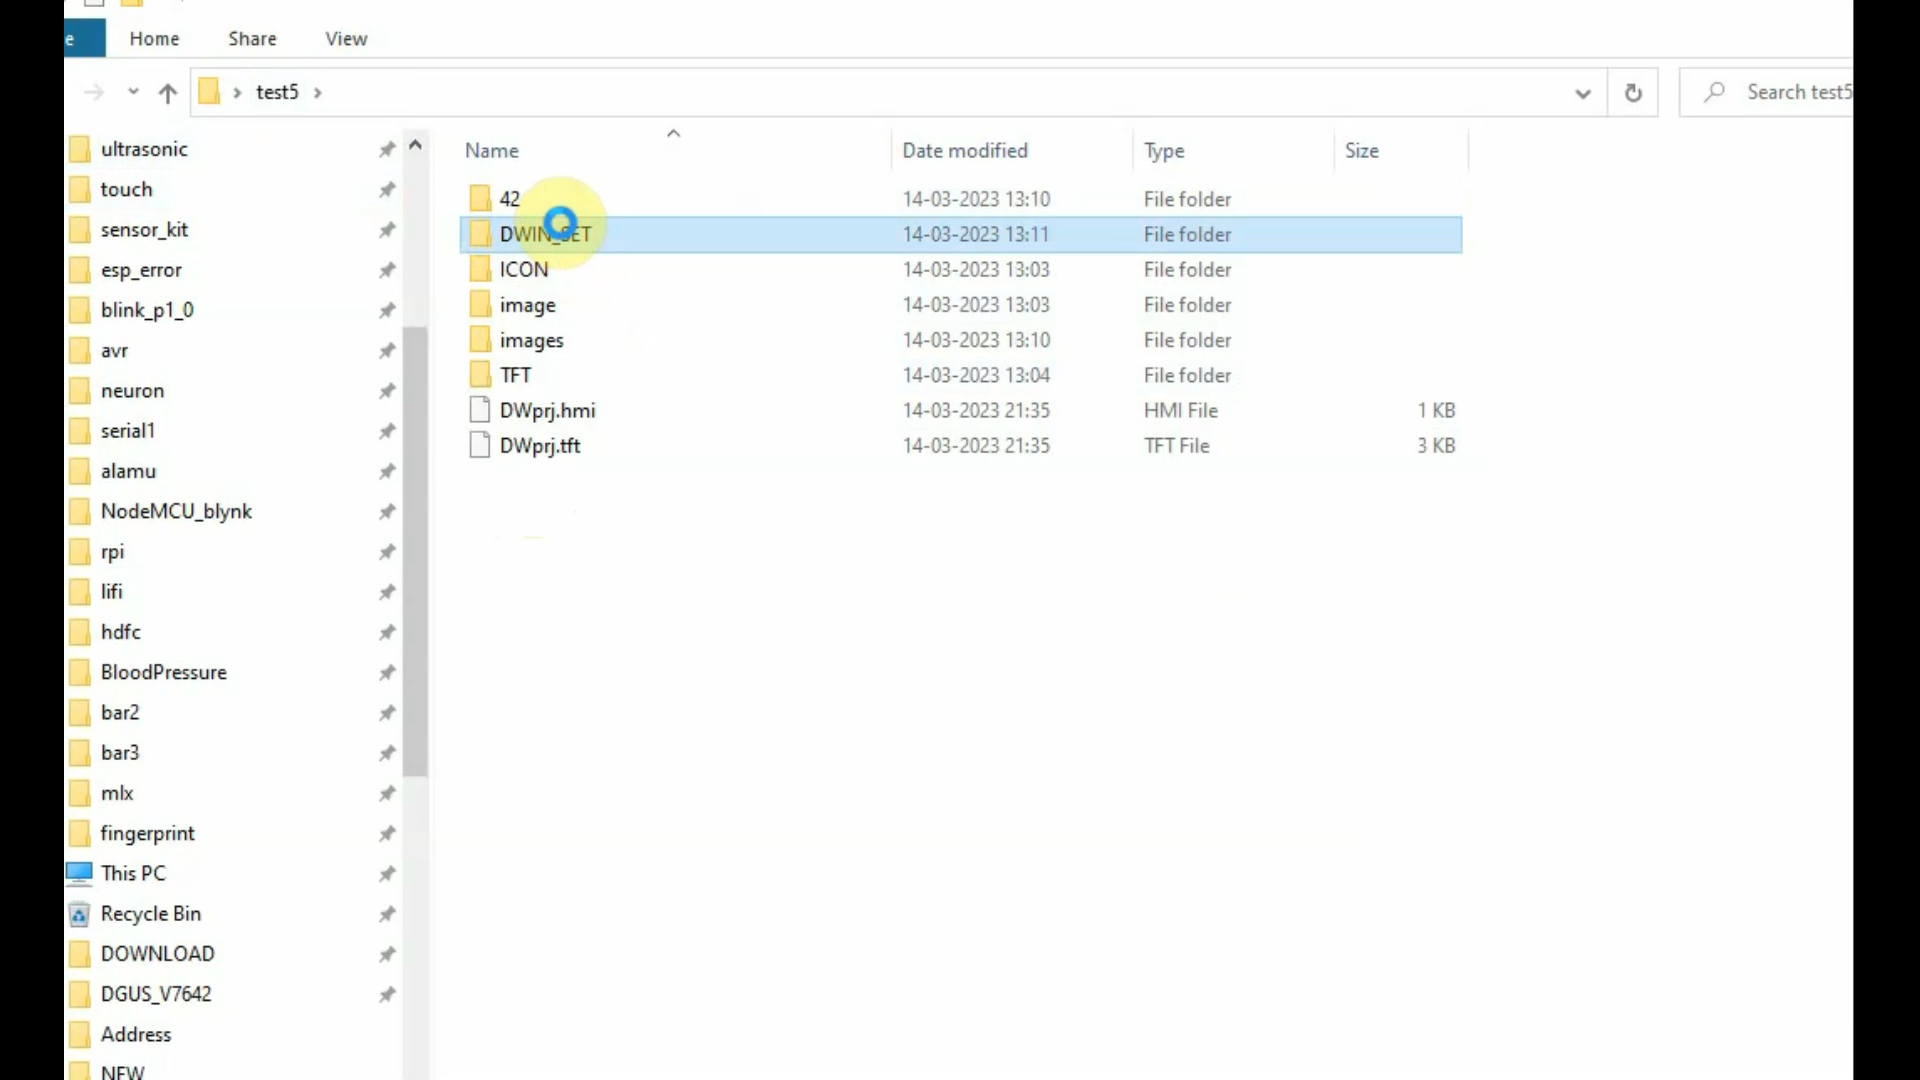 e Home Share View
test5 Search test5
Name Date modified Type Size
ultrasonic
touch
sensor_kit
esp_error
blink_p1_0
avr
neuron
serial1
alamu
NodeMCU_blynk
rpi
lifi
hdfc
BloodPressure
bar2
bar3
mlx
fingerprint
This PC
Recycle Bin
DOWNLOAD
DGUS_V7642
Address
NEW
42 14-03-2023 13:10 File folder
DWIN_SET 14-03-2023 13:11 File folder
ICON 14-03-2023 13:03 File folder
image 14-03-2023 13:03 File folder
images 14-03-2023 13:10 File folder
TFT 14-03-2023 13:04 File folder
DWprj.hmi 14-03-2023 21:35 HMI File 1 KB
DWprj.tft 14-03-2023 21:35 TFT File 3 KB